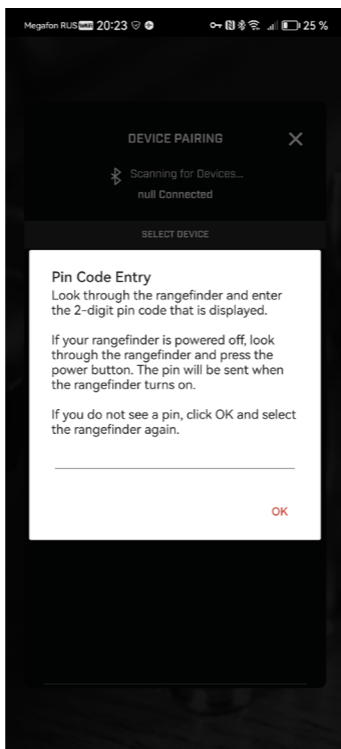 Megafon RUS 20:23 25 %
DEVICE PAIRING
Scanning for Devices...
null Connected
SELECT DEVICE
Pin Code Entry
Look through the rangefinder and enter
the 2-digit pin code that is displayed.
If your rangefinder is powered off, look
through the rangefinder and press the
power button. The pin will be sent when
the rangefinder turns on.
If you do not see a pin, click OK and select
the rangefinder again.
OK